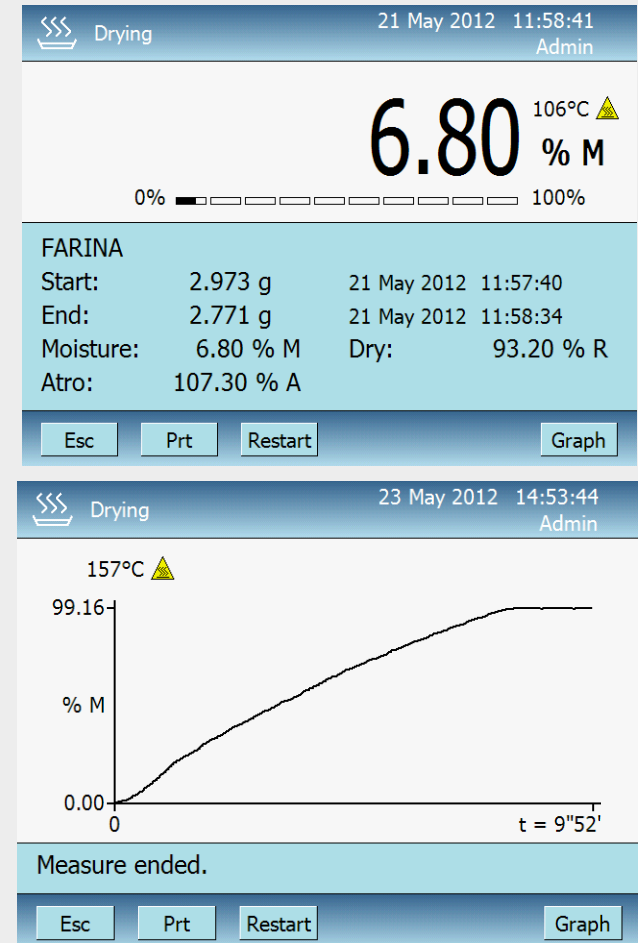 Drying 21 May 2012 11:58:41
Admin
106°C
6.80 % M
0% 100%
FARINA
Start: 2.973 g 21 May 2012 11:57:40
End: 2.771 g 21 May 2012 11:58:34
Moisture: 6.80 % M Dry: 93.20 % R
Atro: 107.30 % A
Esc Prt Restart Graph
Drying 23 May 2012 14:53:44
Admin
157°C
99.16
% M
0.00
0 t = 9"52'
Measure ended.
Esc Prt Restart Graph